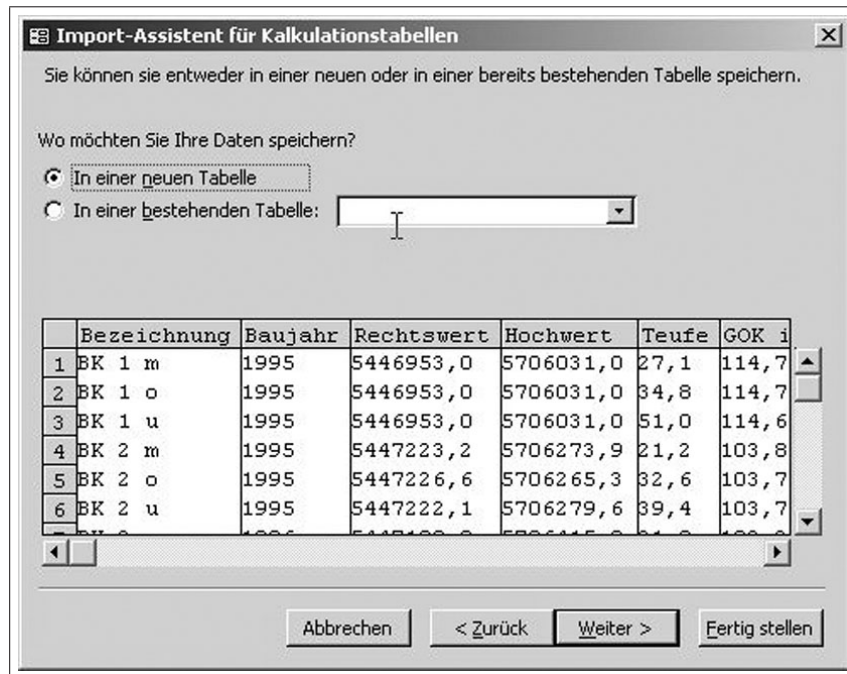 Import-Assistent für Kalkulationstabellen
Sie können sie entweder in einer neuen oder in einer bereits bestehenden Tabelle speichern.
Wo möchten Sie Ihre Daten speichern?
In einer neuen Tabelle
In einer bestehenden Tabelle:
Bezeichnung Baujahr Rechtswert Hochwert Teufe GOK i
1 BK 1 m 1995 5446953,0 5706031,0 27,1 114,7
2 BK 1 o 1995 5446953,0 5706031,0 34,8 114,7
3 BK 1 u 1995 5446953,0 5706031,0 51,0 114,6
4 BK 2 m 1995 5447223,2 5706273,9 21,2 103,8
5 BK 2 o 1995 5447226,6 5706265,3 32,6 103,7
6 BK 2 u 1995 5447222,1 5706279,6 39,4 103,7
Abbrechen < Zurück Weiter > Fertig stellen